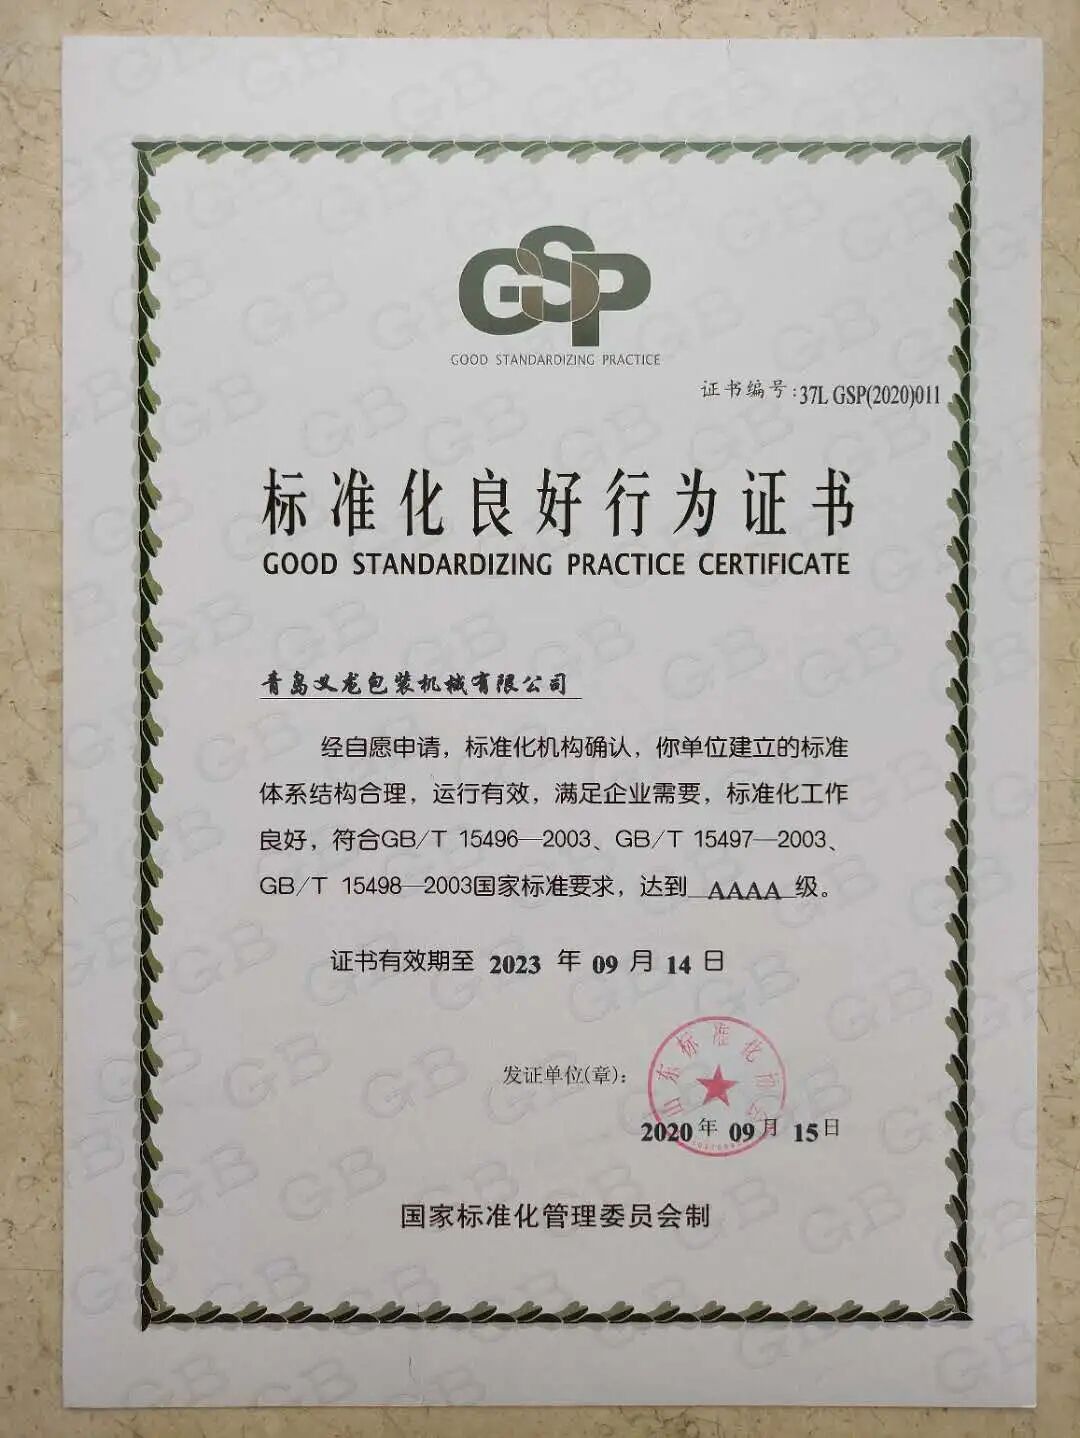 GSP
GOOD STANDARDIZING PRACTICE
证书编号:37L GSP(2020)011
标准化良好行为证书
GOOD STANDARDIZING PRACTICE CERTIFICATE
青岛义龙包装机械有限公司
经自愿申请，标准化机构确认，你单位建立的标准
体系结构合理，运行有效，满足企业需要，标准化工作
良好，符合GB/T 15496—2003、GB/T 15497—2003、
GB/T 15498—2003国家标准要求，达到 AAAA 级。
证书有效期至 2023 年 09 月 14 日
山东标准化协会
发证单位(章)：
2020 年 09 月 15 日
国家标准化管理委员会制